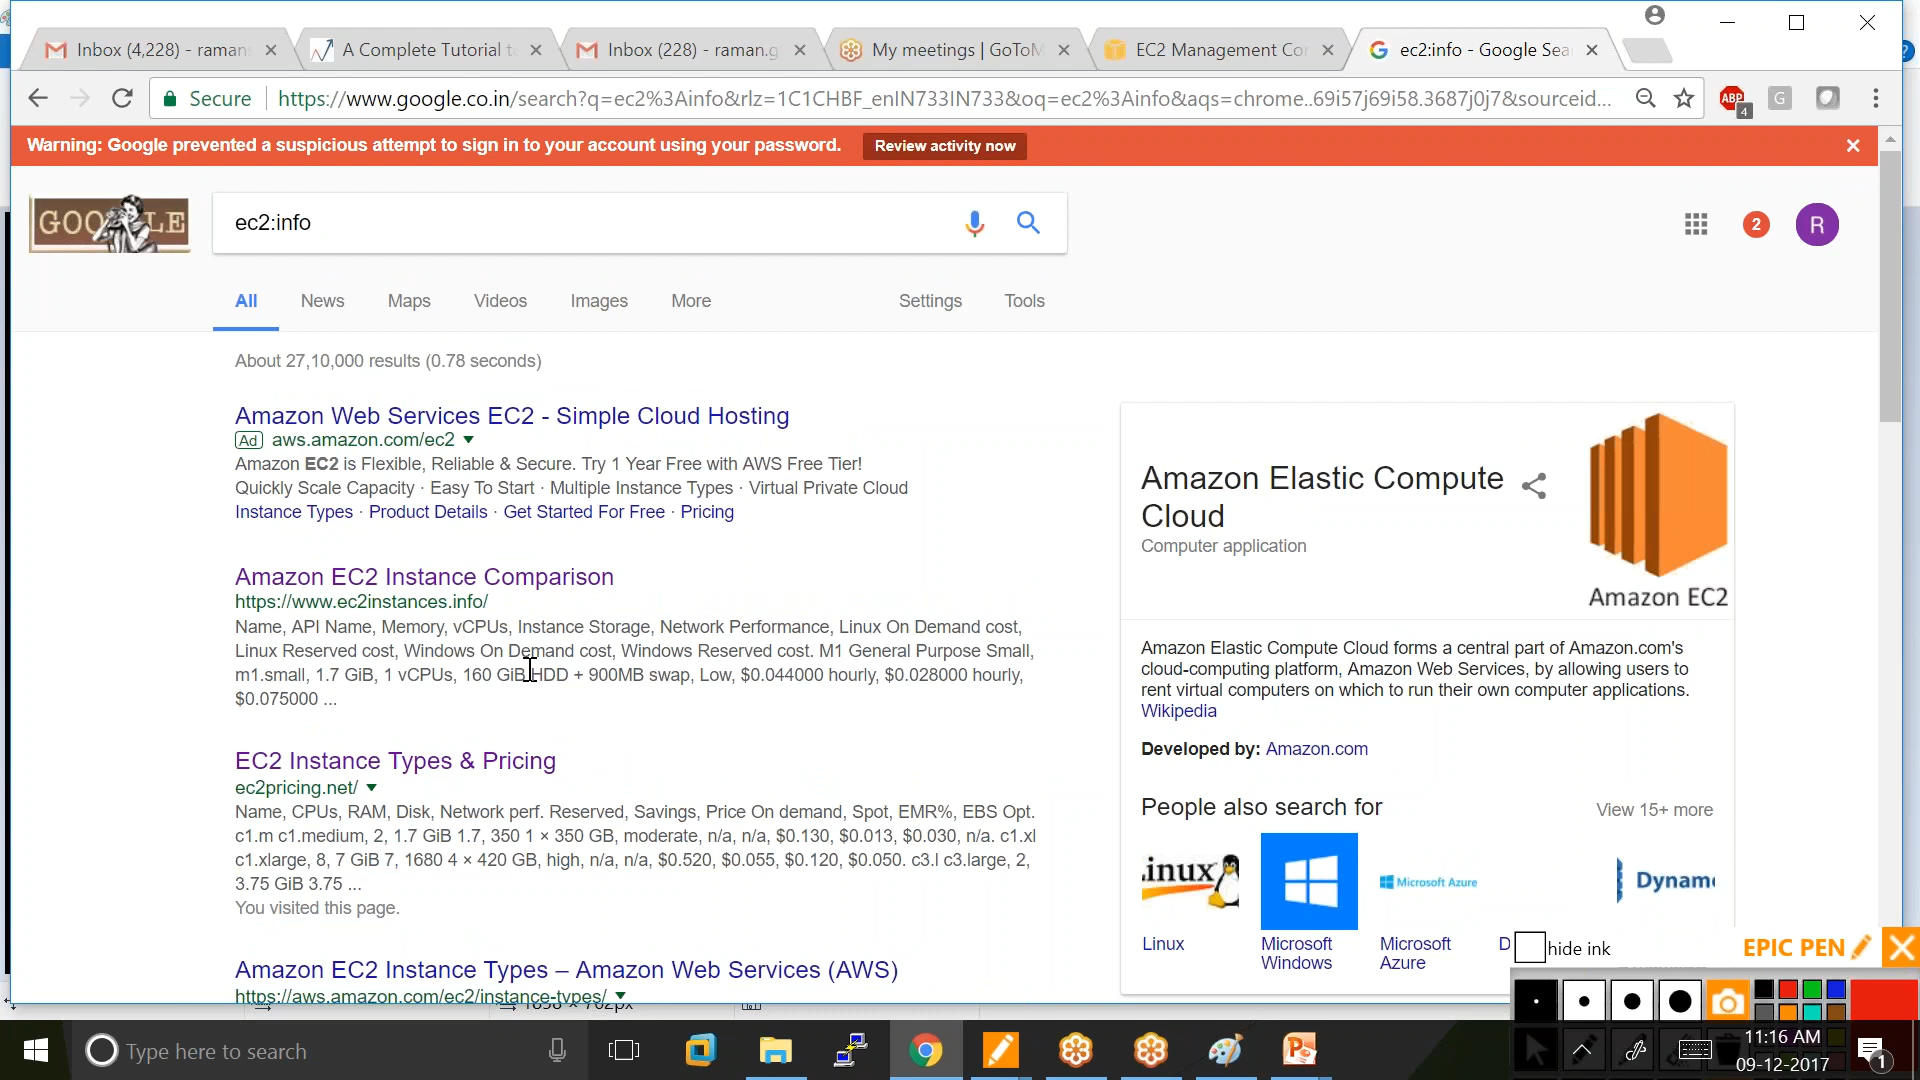 Inbox (4,228) - raman
A Complete Tutorial t
Inbox (228) - raman.g
My meetings | GoToM
EC2 Management Co
ec2:info - Google Sea
Secure
https://www.google.co.in/search?q=ec2%3Ainfo&rlz=1C1CHBF_enIN733IN733&oq=ec2%3Ainfo&aqs=chrome..69i57j69i58.3687j0j7&sourceid...
ABP
4
G
Warning: Google prevented a suspicious attempt to sign in to your account using your password.
Review activity now
GOOGLE
ec2:info
2
R
All
News
Maps
Videos
Images
More
Settings
Tools
About 27,10,000 results (0.78 seconds)
Amazon Web Services EC2 - Simple Cloud Hosting
Ad aws.amazon.com/ec2
Amazon EC2 is Flexible, Reliable & Secure. Try 1 Year Free with AWS Free Tier!
Quickly Scale Capacity · Easy To Start · Multiple Instance Types · Virtual Private Cloud
Instance Types · Product Details · Get Started For Free · Pricing
Amazon EC2 Instance Comparison
https://www.ec2instances.info/
Name, API Name, Memory, vCPUs, Instance Storage, Network Performance, Linux On Demand cost,
Linux Reserved cost, Windows On Demand cost, Windows Reserved cost. M1 General Purpose Small,
m1.small, 1.7 GiB, 1 vCPUs, 160 GiB HDD + 900MB swap, Low, $0.044000 hourly, $0.028000 hourly,
$0.075000 ...
EC2 Instance Types & Pricing
ec2pricing.net/
Name, CPUs, RAM, Disk, Network perf. Reserved, Savings, Price On demand, Spot, EMR%, EBS Opt.
c1.m c1.medium, 2, 1.7 GiB 1.7, 350 1 × 350 GB, moderate, n/a, n/a, $0.130, $0.013, $0.030, n/a. c1.xl
c1.xlarge, 8, 7 GiB 7, 1680 4 × 420 GB, high, n/a, n/a, $0.520, $0.055, $0.120, $0.050. c3.l c3.large, 2,
3.75 GiB 3.75 ...
You visited this page.
Amazon EC2 Instance Types – Amazon Web Services (AWS)
https://aws.amazon.com/ec2/instance-types/
Amazon Elastic Compute
Cloud
Computer application
Amazon EC2
Amazon Elastic Compute Cloud forms a central part of Amazon.com's
cloud-computing platform, Amazon Web Services, by allowing users to
rent virtual computers on which to run their own computer applications.
Wikipedia
Developed by: Amazon.com
People also search for
View 15+ more
inux
Microsoft Azure
Dynam
Linux
Microsoft
Windows
Microsoft
Azure
D
hide ink
EPIC PEN
Type here to search
11:16 AM
09-12-2017
1